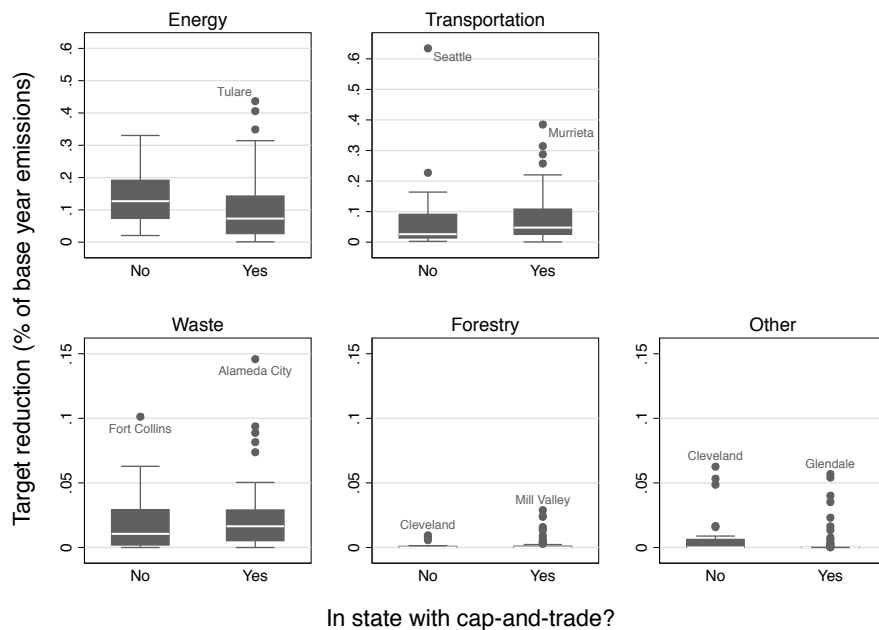 Energy
Transportation
Target reduction (% of base year emissions)
.6
.5
.4
.3
.2
.1
0
Tulare
No
Yes
.6
.4
.2
0
Seattle
Murrieta
No
Yes
Waste
Forestry
Other
.15
.1
.05
0
Fort Collins
Alameda City
No
Yes
.15
.1
.05
0
Cleveland
Mill Valley
No
Yes
.15
.1
.05
0
Cleveland
Glendale
No
Yes
In state with cap-and-trade?